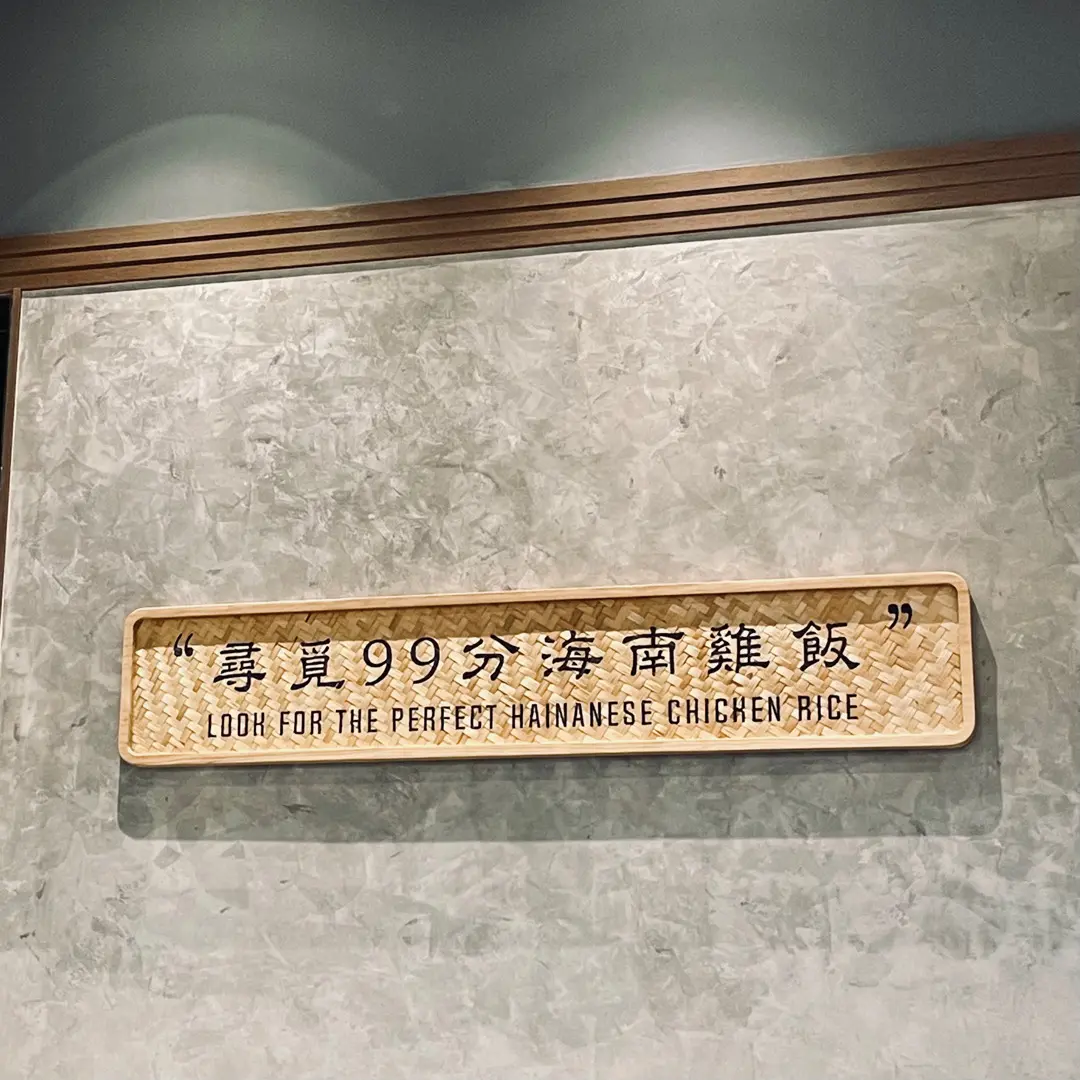 “尋覓99分海南雞飯”
LOOK FOR THE PERFECT HAINANESE CHICKEN RICE